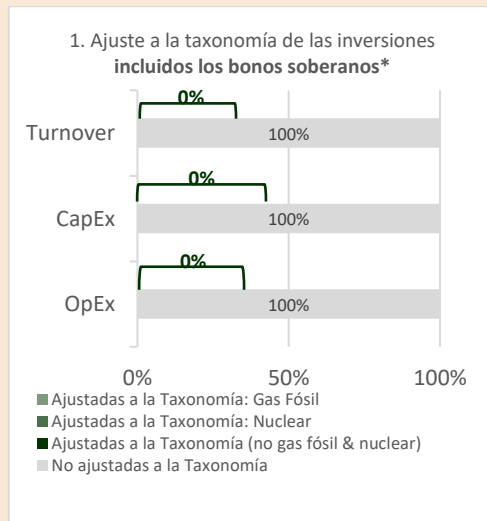 1. Ajuste a la taxonomía de las inversiones
incluidos los bonos soberanos*
0%
Turnover
100%
0%
CapEx
100%
0%
OpEx
100%
0% 50% 100%
Ajustadas a la Taxonomía: Gas Fósil
Ajustadas a la Taxonomía: Nuclear
Ajustadas a la Taxonomía (no gas fósil & nuclear)
No ajustadas a la Taxonomía